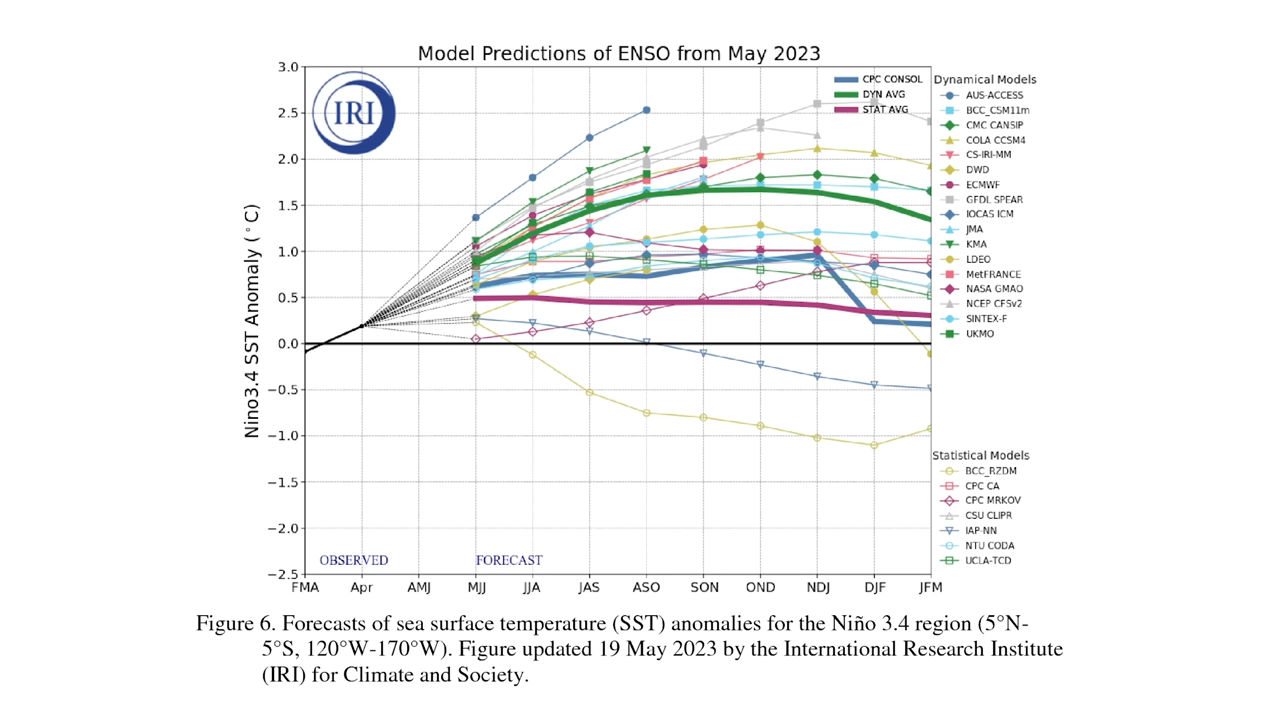 Model Predictions of ENSO from May 2023
IRI
CPC CONSOL
DYN AVG
STAT AVG
Nino3.4 SST Anomaly (°C)
3.0
2.5
2.0
1.5
1.0
0.5
0.0
−0.5
−1.0
−1.5
−2.0
−2.5
OBSERVED
FORECAST
FMA Apr AMJ MJJ JJA JAS ASO SON OND NDJ DJF JFM
Dynamical Models
AUS-ACCESS
BCC_CSM11m
CMC CANSIP
COLA CCSM4
CS-IRI-MM
DWD
ECMWF
GFDL SPEAR
IOCAS ICM
JMA
KMA
LDEO
MetFRANCE
NASA GMAO
NCEP CFSv2
SINTEX-F
UKMO
Statistical Models
BCC_RZDM
CPC CA
CPC MRKOV
CSU CLIPR
IAP-NN
NTU CODA
UCLA-TCD
Figure 6. Forecasts of sea surface temperature (SST) anomalies for the Niño 3.4 region (5°N-
5°S, 120°W-170°W). Figure updated 19 May 2023 by the International Research Institute
(IRI) for Climate and Society.